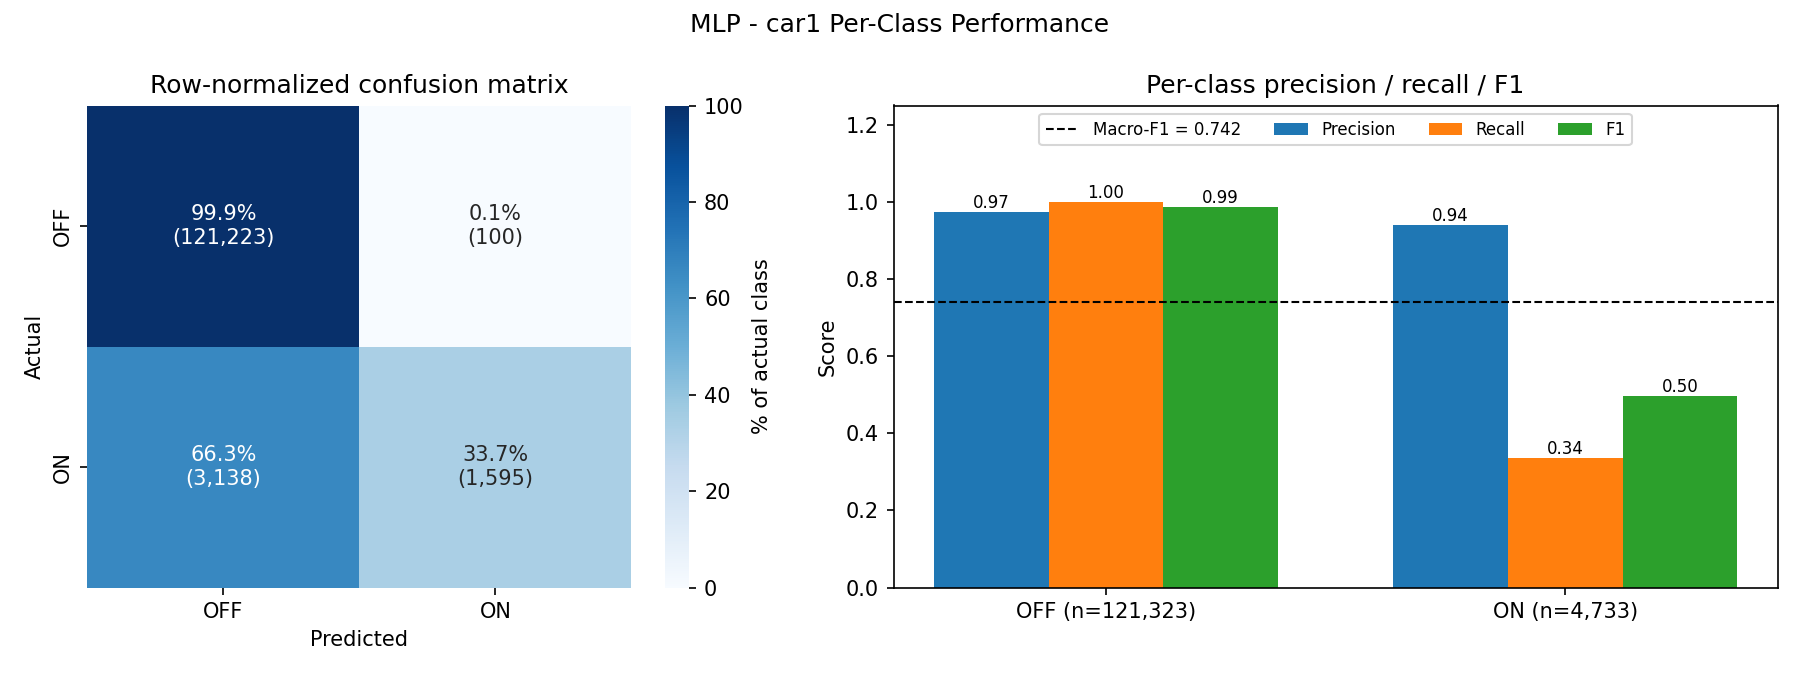 MLP - car1 Per-Class Performance
Row-normalized confusion matrix
Actual
OFF
ON
99.9%
(121,223)
0.1%
(100)
66.3%
(3,138)
33.7%
(1,595)
OFF
ON
Predicted
100
80
60
40
20
0
% of actual class
Per-class precision / recall / F1
Macro-F1 = 0.742
Precision
Recall
F1
Score
1.2
1.0
0.8
0.6
0.4
0.2
0.0
0.97
1.00
0.99
0.94
0.34
0.50
OFF (n=121,323)
ON (n=4,733)